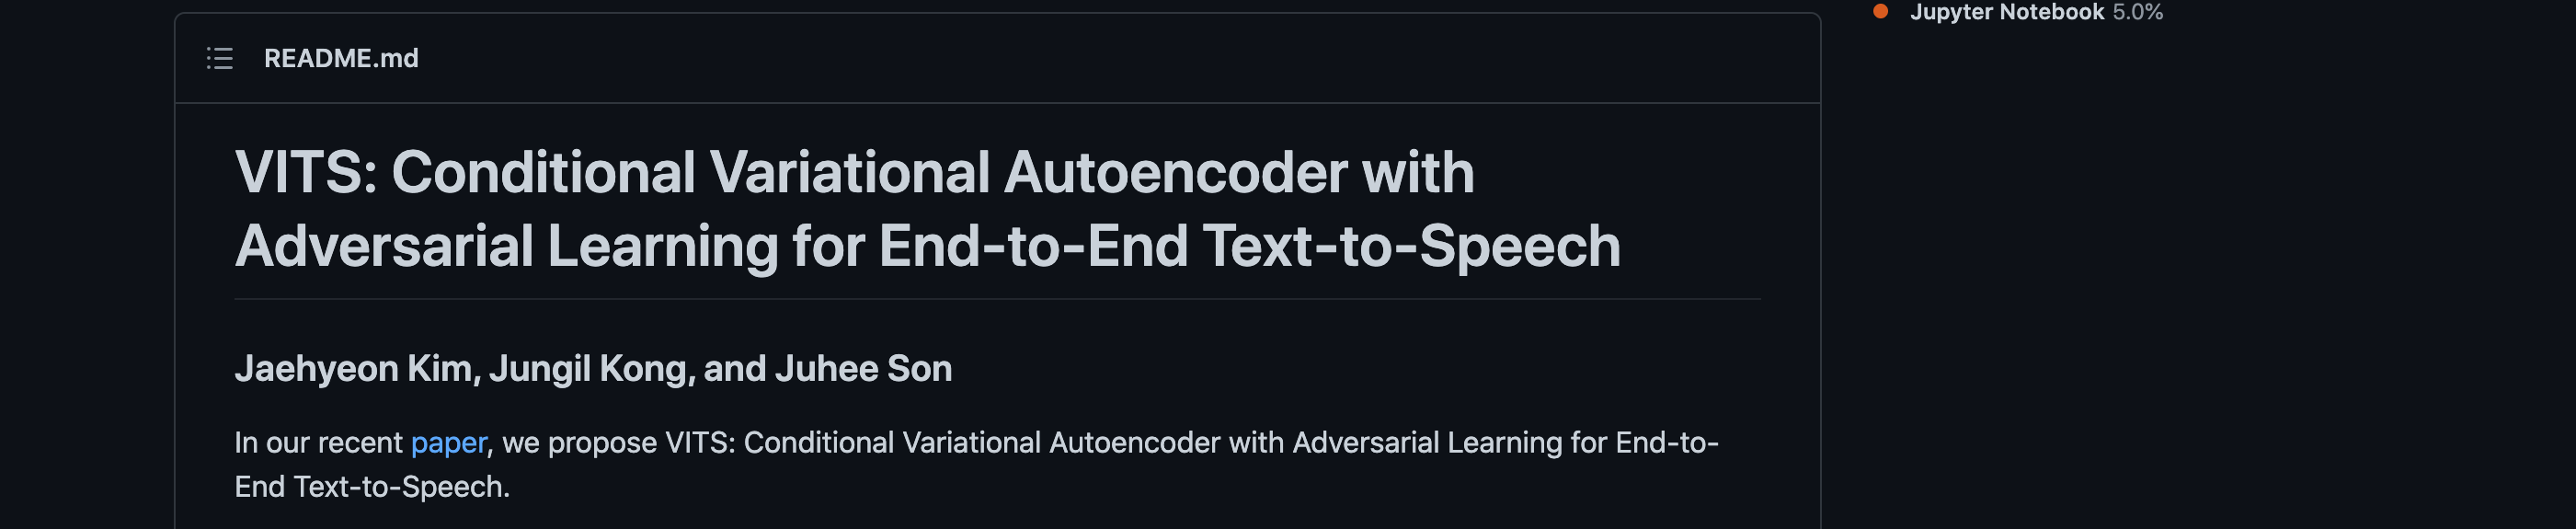 README.md
VITS: Conditional Variational Autoencoder with
Adversarial Learning for End-to-End Text-to-Speech
Jaehyeon Kim, Jungil Kong, and Juhee Son
In our recent paper, we propose VITS: Conditional Variational Autoencoder with Adversarial Learning for End-to-
End Text-to-Speech.
Jupyter Notebook 5.0%